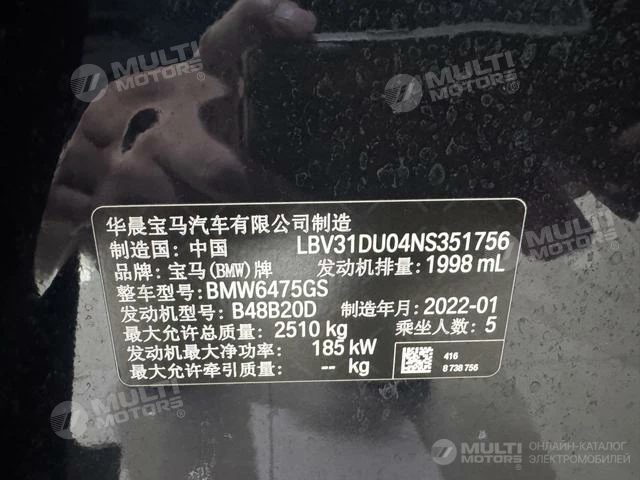 MULTI MOTORS
MULTI MOTORS
华晨宝马汽车有限公司制造
制造国: 中国 LBV31DU04NS351756
品牌: 宝马(BMW)牌 发动机排量: 1998 mL
整车型号: BMW6475GS
发动机型号: B48B20D 制造年月: 2022-01
最大允许总质量: 2510 kg 乘坐人数: 5
发动机最大净功率: 185 kW 416
最大允许牵引质量: -- kg 8 738 756
MULTI MOTORS
MULTI MOTORS
ОНЛАЙН-КАТАЛОГ
ЭЛЕКТРОМОБИЛЕЙ